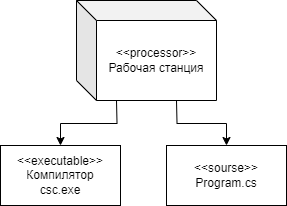 <<processor>>
Рабочая станция
<<executable>>
Компилятор
csc.exe
<<sourse>>
Program.cs